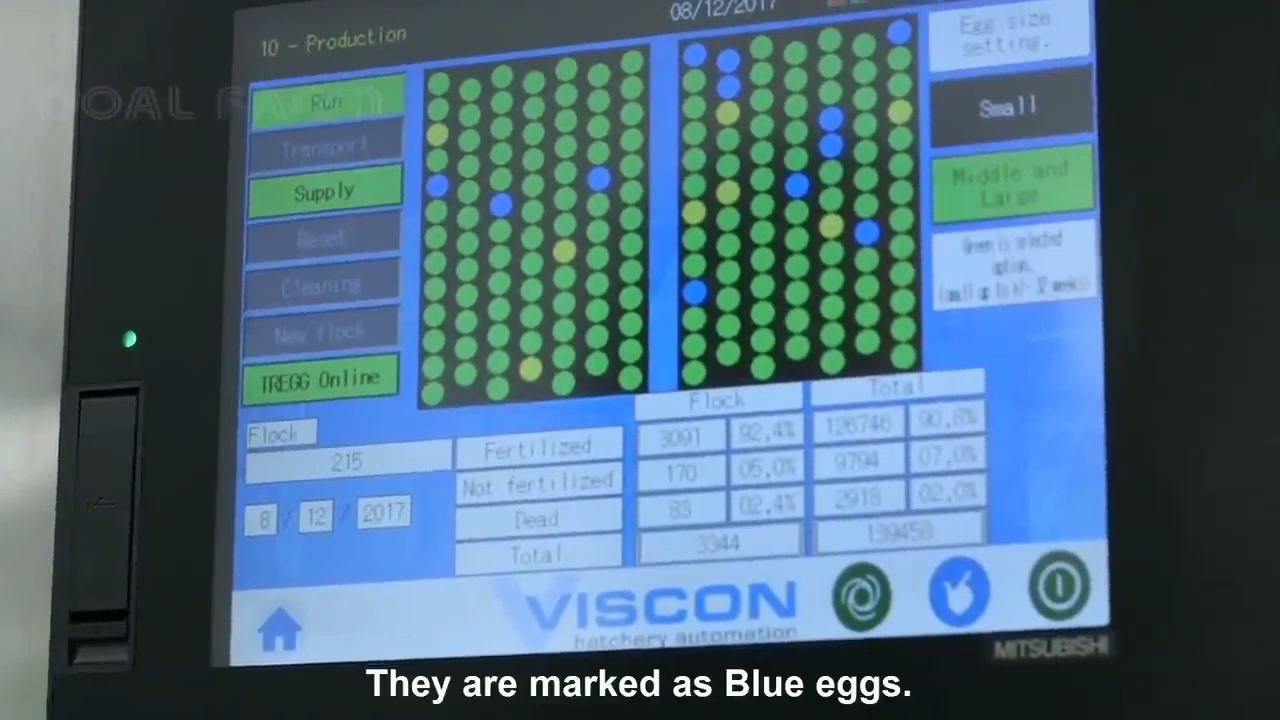 08/12/2017
10 - Production
Run
Transport
Supply
Reset
Cleaning
New flock
TREGG Online
Egg size
setting.
Small
Middle and
Large
Green is selected
option.
Flock
215
8 / 12 / 2017
Flock Total
Fertilized 3091 92,4% 126746 90,8%
Not fertilized 170 05,0% 9794 07,0%
Dead 83 02,4% 2918 02,0%
Total 3344 139458
VISCON
hatchery automation
MITSUBISHI
They are marked as Blue eggs.